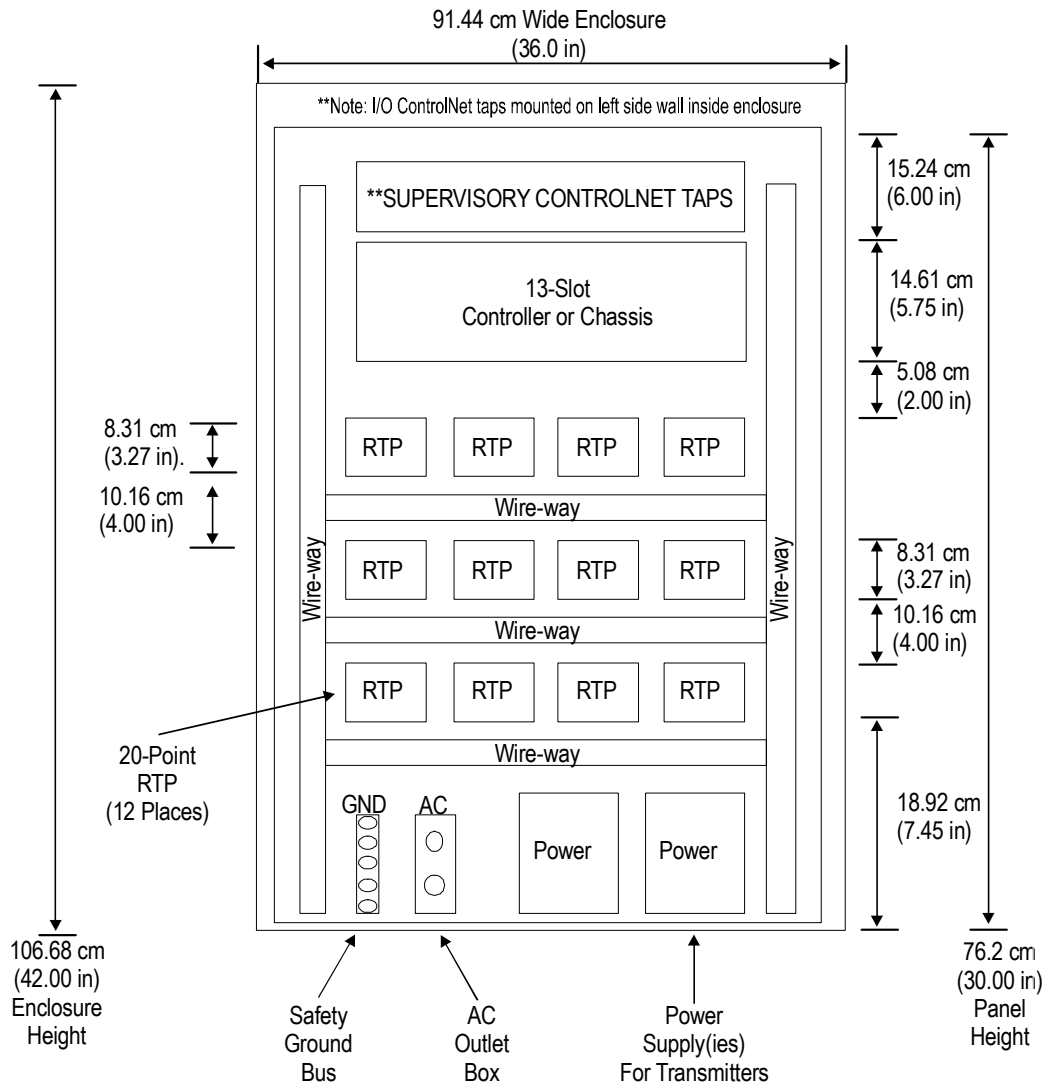 91.44 cm Wide Enclosure
(36.0 in)
**Note: I/O ControlNet taps mounted on left side wall inside enclosure
**SUPERVISORY CONTROLNET TAPS
15.24 cm
(6.00 in)
13-Slot
Controller or Chassis
14.61 cm
(5.75 in)
5.08 cm
(2.00 in)
8.31 cm
(3.27 in).
RTP RTP RTP RTP
10.16 cm
(4.00 in)
Wire-way
Wire-way
Wire-way
RTP RTP RTP RTP
8.31 cm
(3.27 in)
Wire-way
10.16 cm
(4.00 in)
RTP RTP RTP RTP
20-Point
RTP
(12 Places)
Wire-way
GND AC
Power Power
18.92 cm
(7.45 in)
106.68 cm
(42.00 in)
Enclosure
Height
Safety
Ground
Bus
AC
Outlet
Box
Power
Supply(ies)
For Transmitters
76.2 cm
(30.00 in)
Panel
Height